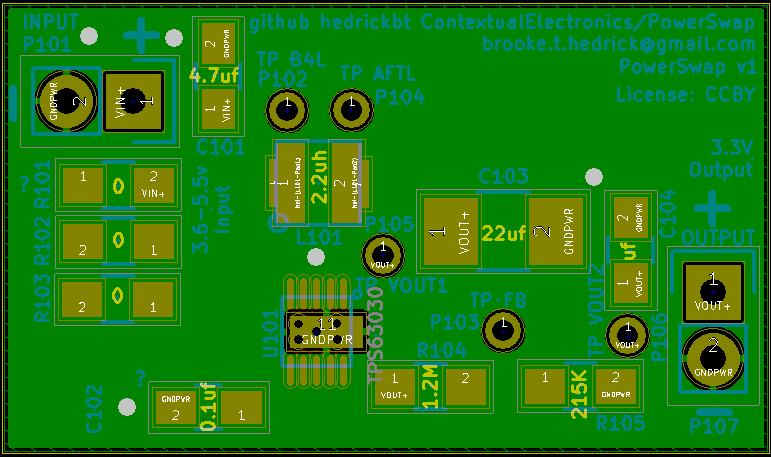 INPUT
P101
github hedrickbt ContextualElectronics/PowerSwap
brooke.t.hedrick@gmail.com
PowerSwap v1
License: CCBY
2
GNDPWR
4.7uf
1
VIN+
C101
GNDPWR
2
VIN+
1
TP B4L
P102
1
TP AFTL
P104
1
3.3V
Output
?
R101
1
0
2
VIN+
R102
2
0
1
R103
2
0
1
3.6-5.5v
Input
1
2.2uh
2
L101
P105
1
VOUT+
TP VOUT1
C103
1
VOUT+
22uf
2
GNDPWR
C104
2
GNDPWR
uf
1
VOUT+
OUTPUT
1
VOUT+
2
GNDPWR
P107
U101
11
GNDPWR
TPS63030
TP-FB
P103
1
TP VOUT2
1
VOUT+
P106
R104
1
VOUT+
1.2M
2
1
215K
2
GNDPWR
R105
C102
?
GNDPWR
2
0.1uf
1